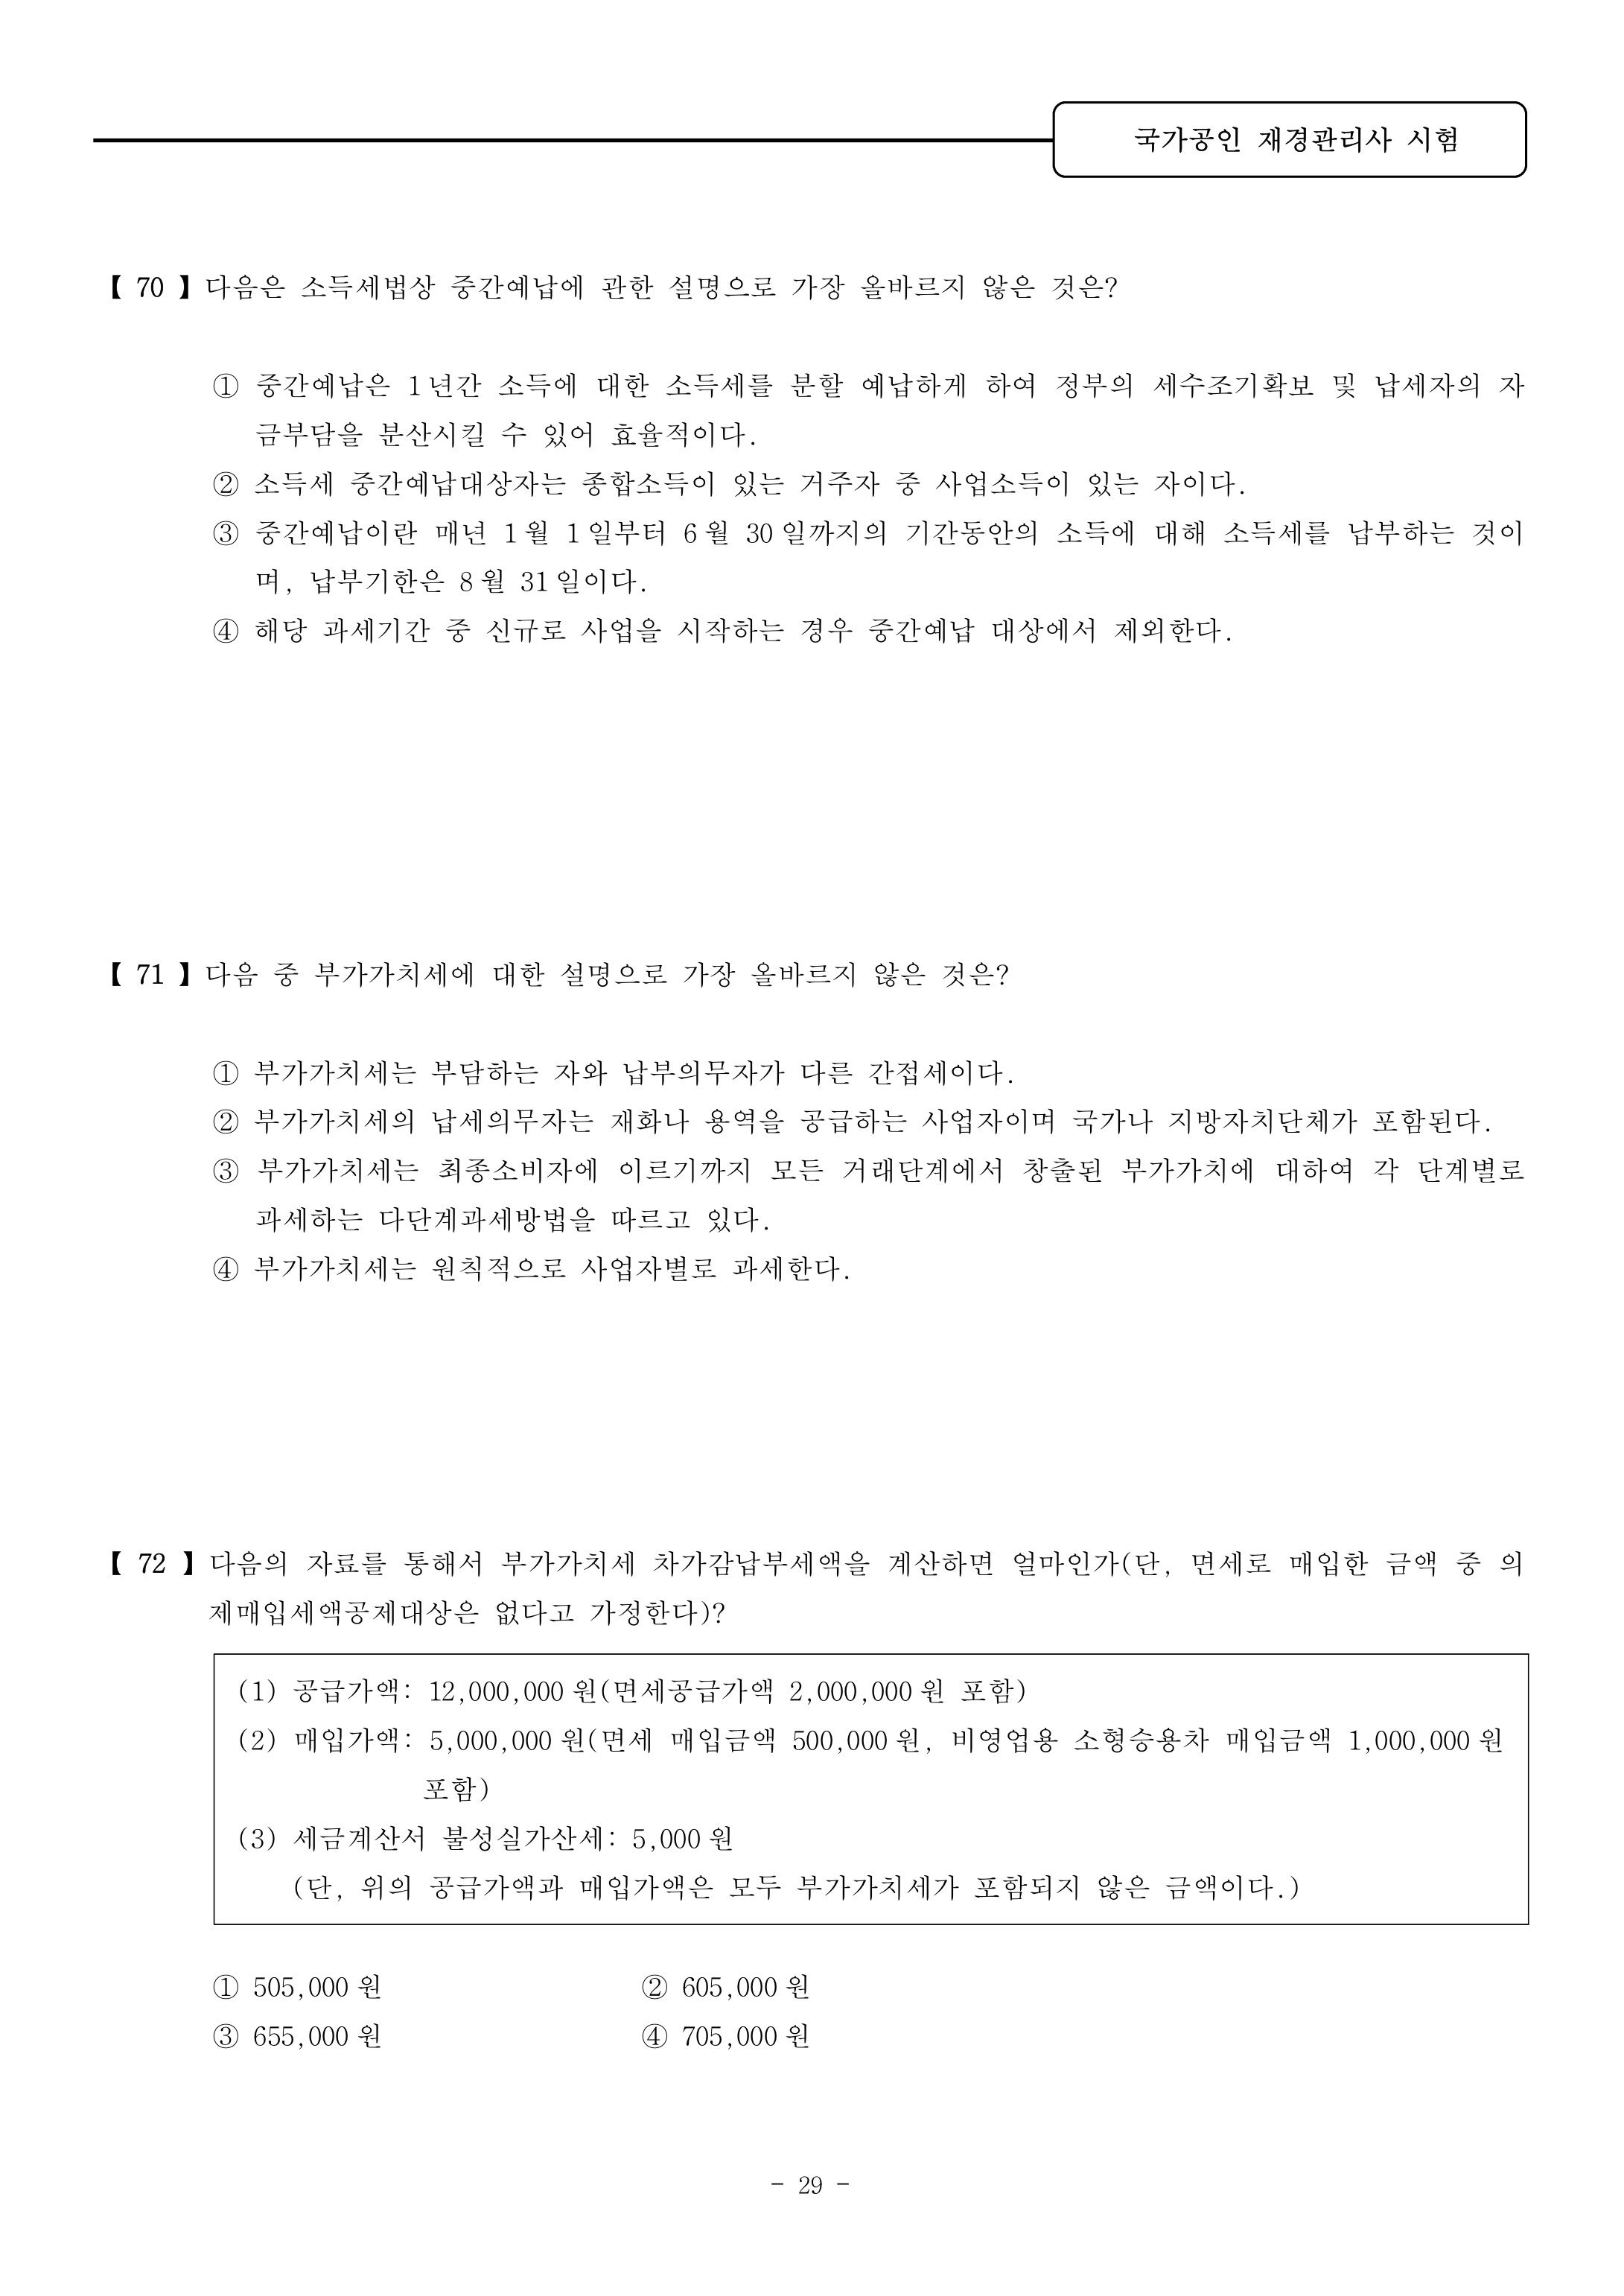 국가공인 재경관리사 시험
【 70 】 다음은 소득세법상 중간예납에 관한 설명으로 가장 올바르지 않은 것은?
① 중간예납은 1년간 소득에 대한 소득세를 분할 예납하게 하여 정부의 세수조기확보 및 납세자의 자
금부담을 분산시킬 수 있어 효율적이다.
② 소득세 중간예납대상자는 종합소득이 있는 거주자 중 사업소득이 있는 자이다.
③ 중간예납이란 매년 1월 1일부터 6월 30일까지의 기간동안의 소득에 대해 소득세를 납부하는 것이
며, 납부기한은 8월 31일이다.
④ 해당 과세기간 중 신규로 사업을 시작하는 경우 중간예납 대상에서 제외한다.
【 71 】 다음 중 부가가치세에 대한 설명으로 가장 올바르지 않은 것은?
① 부가가치세는 부담하는 자와 납부의무자가 다른 간접세이다.
② 부가가치세의 납세의무자는 재화나 용역을 공급하는 사업자이며 국가나 지방자치단체가 포함된다.
③ 부가가치세는 최종소비자에 이르기까지 모든 거래단계에서 창출된 부가가치에 대하여 각 단계별로
과세하는 다단계과세방법을 따르고 있다.
④ 부가가치세는 원칙적으로 사업자별로 과세한다.
【 72 】 다음의 자료를 통해서 부가가치세 차가감납부세액을 계산하면 얼마인가(단, 면세로 매입한 금액 중 의
제매입세액공제대상은 없다고 가정한다)?
(1) 공급가액: 12,000,000원(면세공급가액 2,000,000원 포함)
(2) 매입가액: 5,000,000원(면세 매입금액 500,000원, 비영업용 소형승용차 매입금액 1,000,000원
포함)
(3) 세금계산서 불성실가산세: 5,000원
(단, 위의 공급가액과 매입가액은 모두 부가가치세가 포함되지 않은 금액이다.)
① 505,000원 ② 605,000원
③ 655,000원 ④ 705,000원
- 29 -